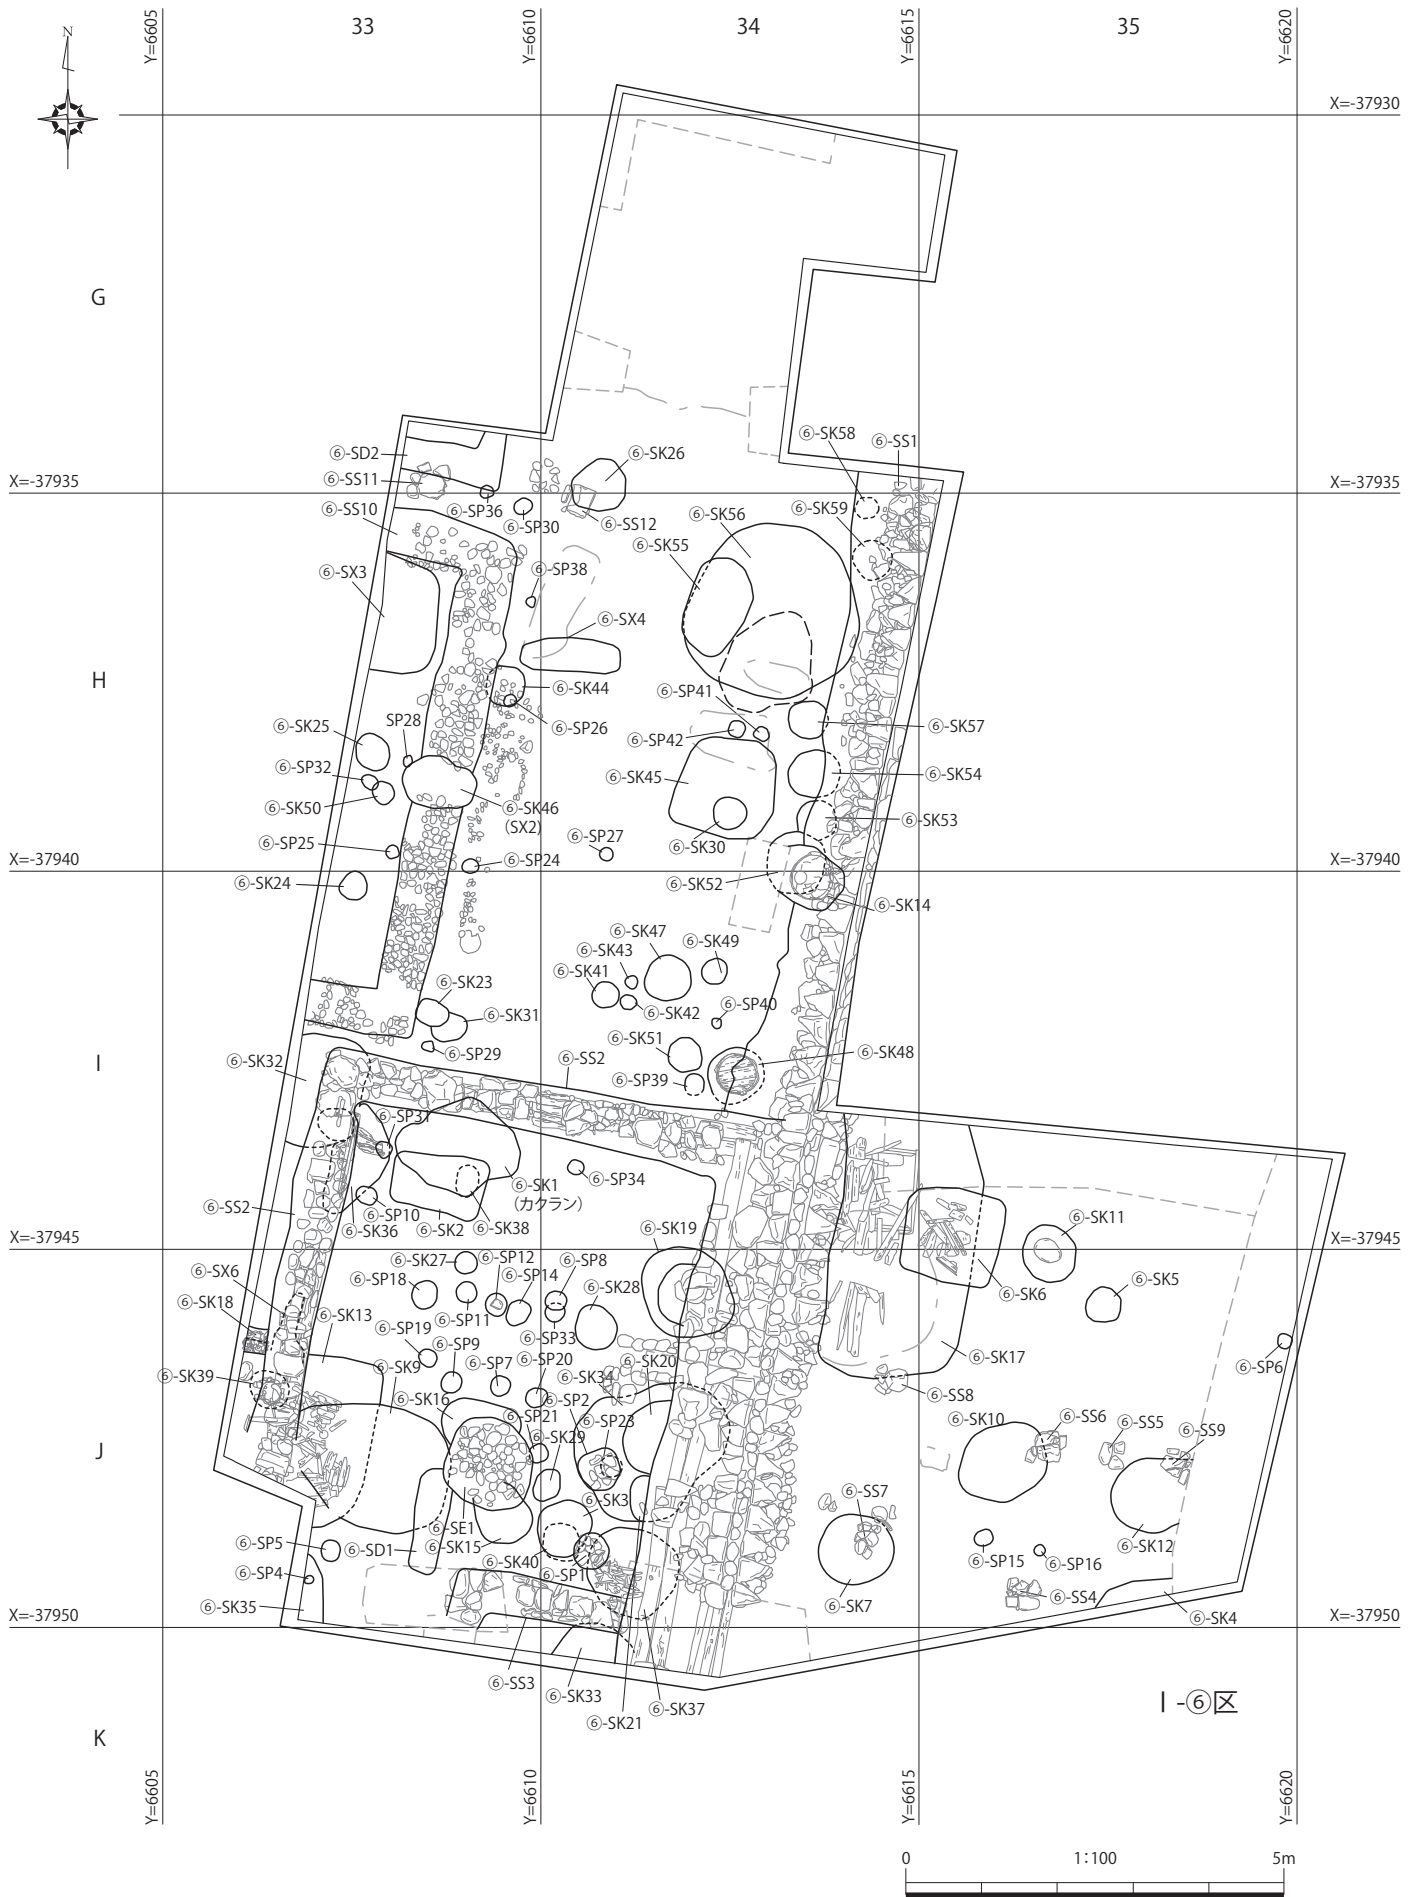 N
33
34
35
Y=6605
Y=6610
Y=6615
Y=6620
X=-37930
G
⑥-SK58
⑥-SS1
⑥-SD2
⑥-SK26
⑥-SS11
X=-37935
X=-37935
⑥-SS10
⑥-SP36
⑥-SP30
⑥-SS12
⑥-SK56
⑥-SK59
⑥-SK55
⑥-SX3
⑥-SP38
⑥-SX4
H
⑥-SK44
⑥-SP41
⑥-SK25
SP28
⑥-SP26
⑥-SP42
⑥-SK57
⑥-SP32
⑥-SK45
⑥-SK54
⑥-SK50
⑥-SK46
(SX2)
⑥-SK53
⑥-SP25
⑥-SP27
⑥-SK30
X=-37940
⑥-SP24
X=-37940
⑥-SK24
⑥-SK52
⑥-SK14
⑥-SK47
⑥-SK49
⑥-SK43
⑥-SK41
⑥-SK23
⑥-SP40
⑥-SK31
⑥-SK42
⑥-SK51
⑥-SP29
⑥-SS2
⑥-SK48
⑥-SK32
I
⑥-SP39
⑥-SP31
⑥-SP34
⑥-SK1
(カクラン)
⑥-SS2
⑥-SP10
⑥-SK36
⑥-SK2
⑥-SK38
⑥-SK19
⑥-SK11
X=-37945
X=-37945
⑥-SK27
⑥-SP12
⑥-SP8
⑥-SX6
⑥-SP18
⑥-SP14
⑥-SK28
⑥-SK6
⑥-SK5
⑥-SK18
⑥-SK13
⑥-SP11
⑥-SP19
⑥-SP9
⑥-SP33
⑥-SK17
⑥-SP6
⑥-SK39
⑥-SK9
⑥-SP7
⑥-SP20
⑥-SK34
⑥-SK20
⑥-SS8
⑥-SK16
⑥-SP2
⑥-SP21
⑥-SP23
⑥-SK10
⑥-SS6
⑥-SS5
⑥-SS9
⑥-SK29
J
⑥-SK3
⑥-SS7
⑥-SE1
⑥-SP5
⑥-SD1
⑥-SK15
⑥-SK40
⑥-SP1
⑥-SP15
⑥-SP16
⑥-SK12
⑥-SP4
⑥-SS4
⑥-SK35
⑥-SK7
⑥-SK4
X=-37950
X=-37950
⑥-SS3
⑥-SK33
⑥-SK37
⑥-SK21
Ⅰ-⑥区
K
Y=6605
Y=6610
Y=6615
Y=6620
0
1:100
5m